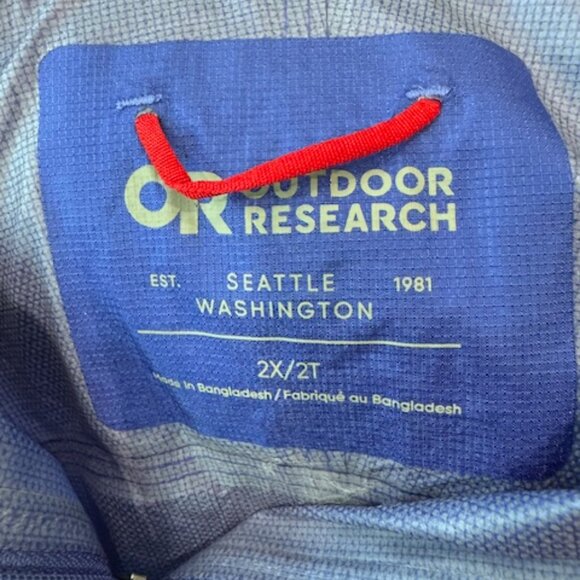 OR OUTDOOR
RESEARCH
EST. SEATTLE 1981
WASHINGTON
2X/2T
Made in Bangladesh / Fabriqué au Bangladesh